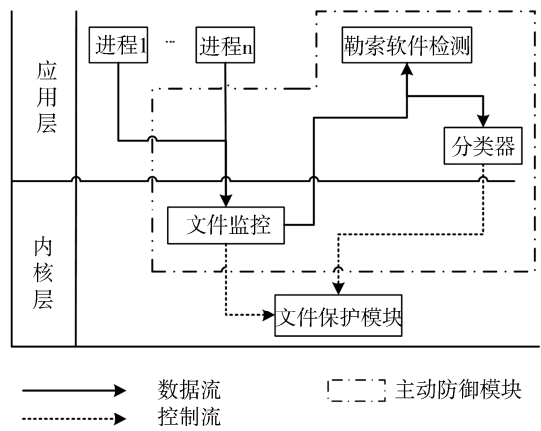 进程1 ... 进程n
勒索软件检测
应用层
分类器
文件监控
内核层
文件保护模块
数据流
主动防御模块
控制流